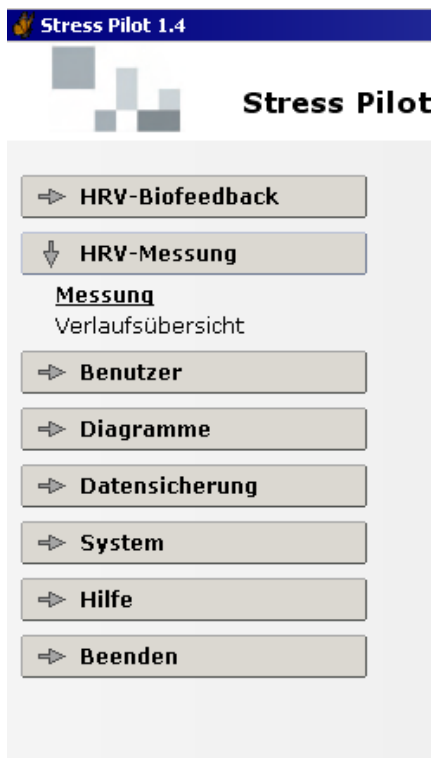 Stress Pilot 1.4
Stress Pilot
HRV-Biofeedback
HRV-Messung
Messung
Verlaufsübersicht
Benutzer
Diagramme
Datensicherung
System
Hilfe
Beenden